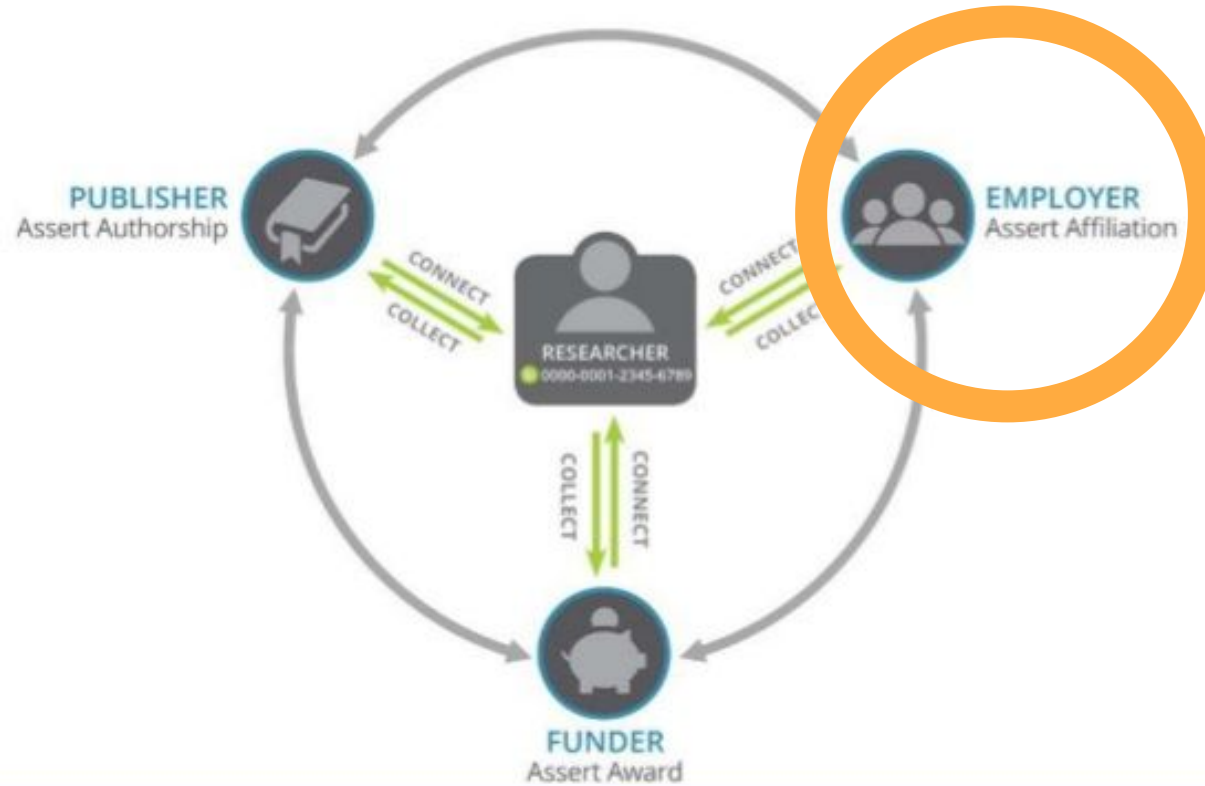 PUBLISHER
Assert Authorship
EMPLOYER
Assert Affiliation
CONNECT
COLLECT
CONNECT
RESEARCHER
0000-0001-2345-6789
COLLECT
CONNECT
FUNDER
Assert Award